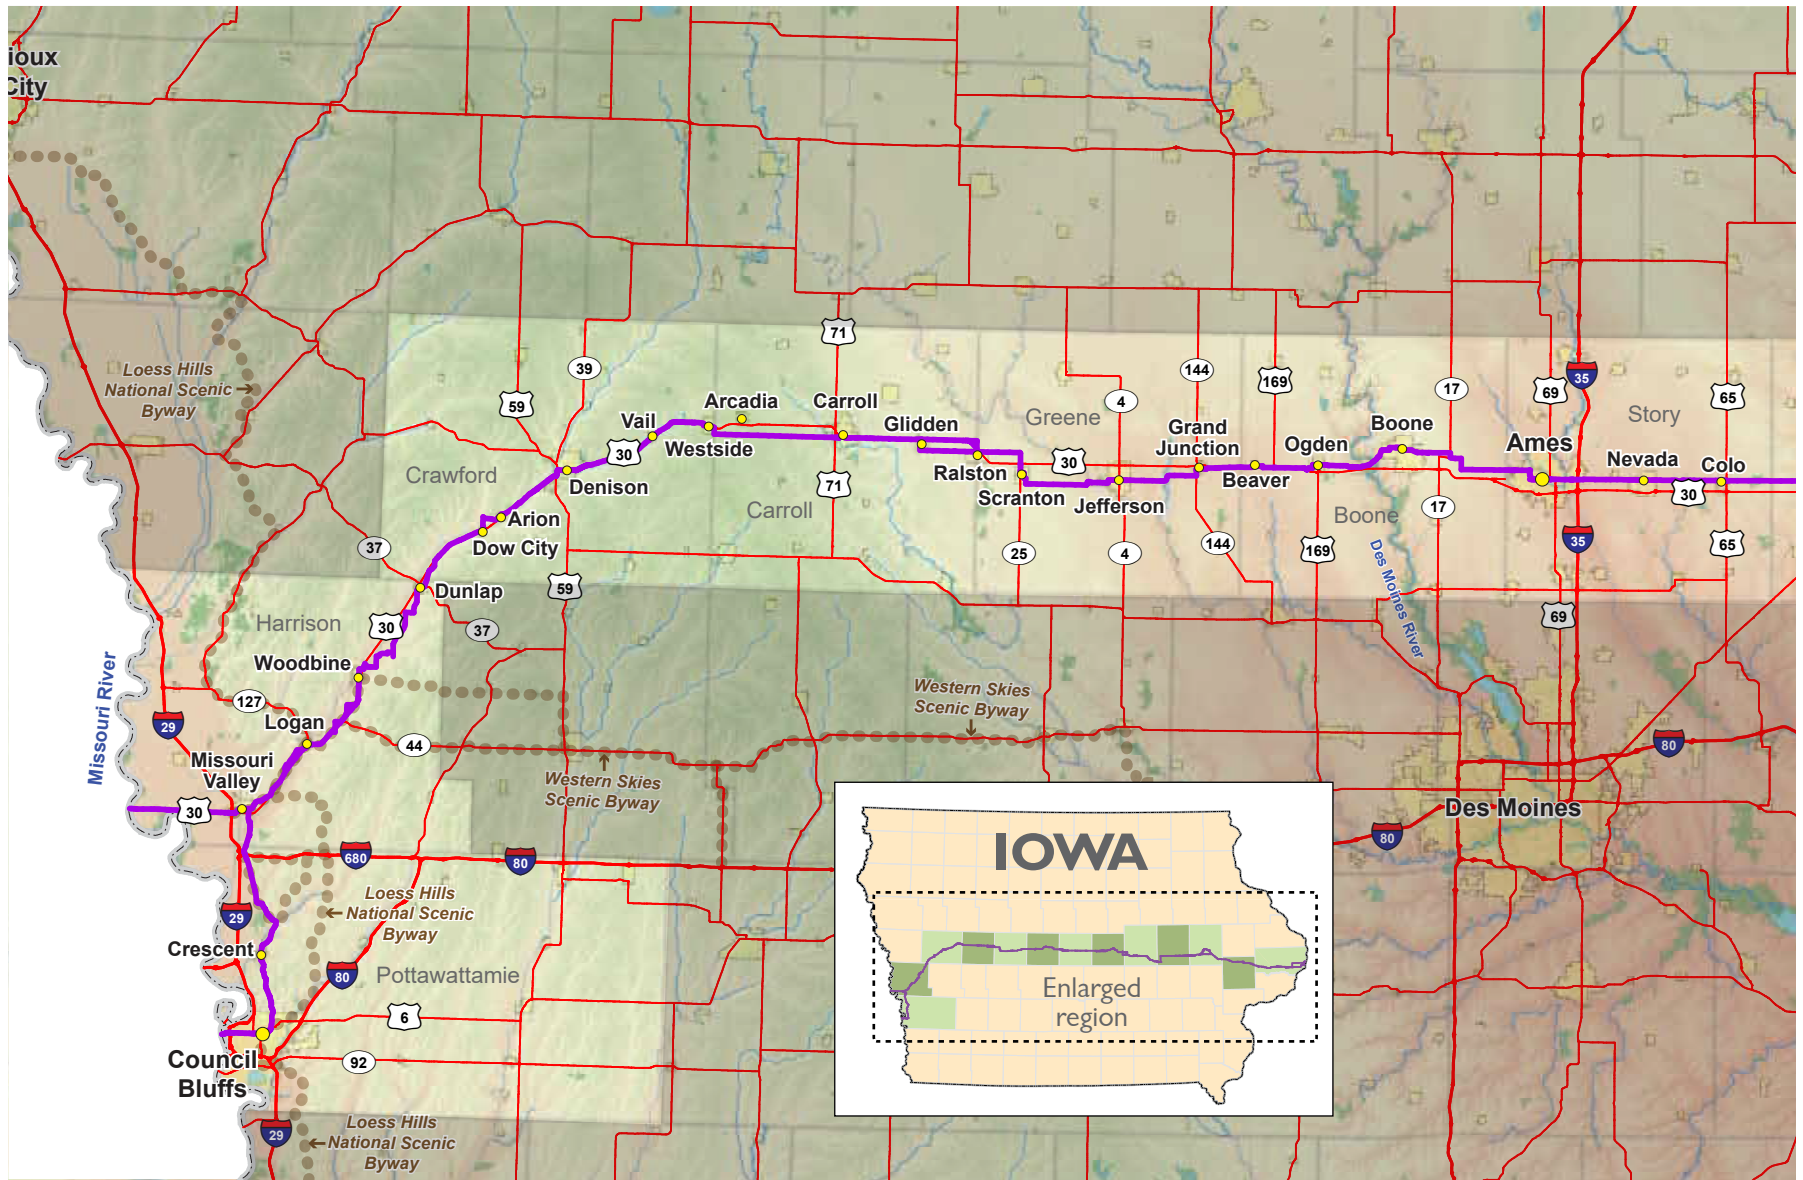 ioux
City
71
Loess Hills
National Scenic
Byway
39
144
169
17
69
35
59
Arcadia
Carroll
4
65
Vail
Glidden
Greene
Grand
Junction
Boone
Story
Westside
30
Ogden
Ames
Crawford
Denison
71
Ralston
30
Beaver
Nevada
Colo
Carroll
Scranton
Jefferson
30
Arion
Boone
17
Dow City
37
25
4
144
169
35
65
Des Moines River
Dunlap
59
69
Harrison
30
37
Woodbine
Missouri River
127
Logan
29
44
Western Skies
Scenic Byway
80
Missouri
Valley
Western Skies
Scenic Byway
30
Des Moines
80
680
80
IOWA
Loess Hills
National Scenic
Byway
29
Crescent
80
Pottawattamie
Enlarged
region
6
Council
Bluffs
92
29
Loess Hills
National Scenic
Byway